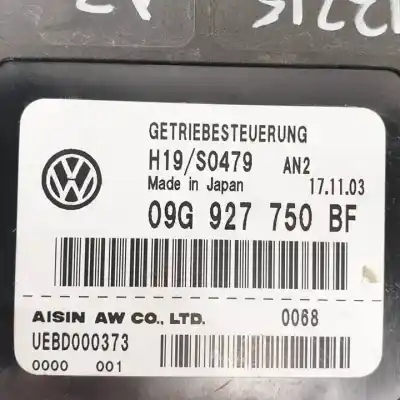 GETRIEBESTEUERUNG
H19/S0479 AN2
Made in Japan 17.11.03
09G 927 750 BF
AISIN AW CO., LTD. 0068
UEBD000373
0000 001